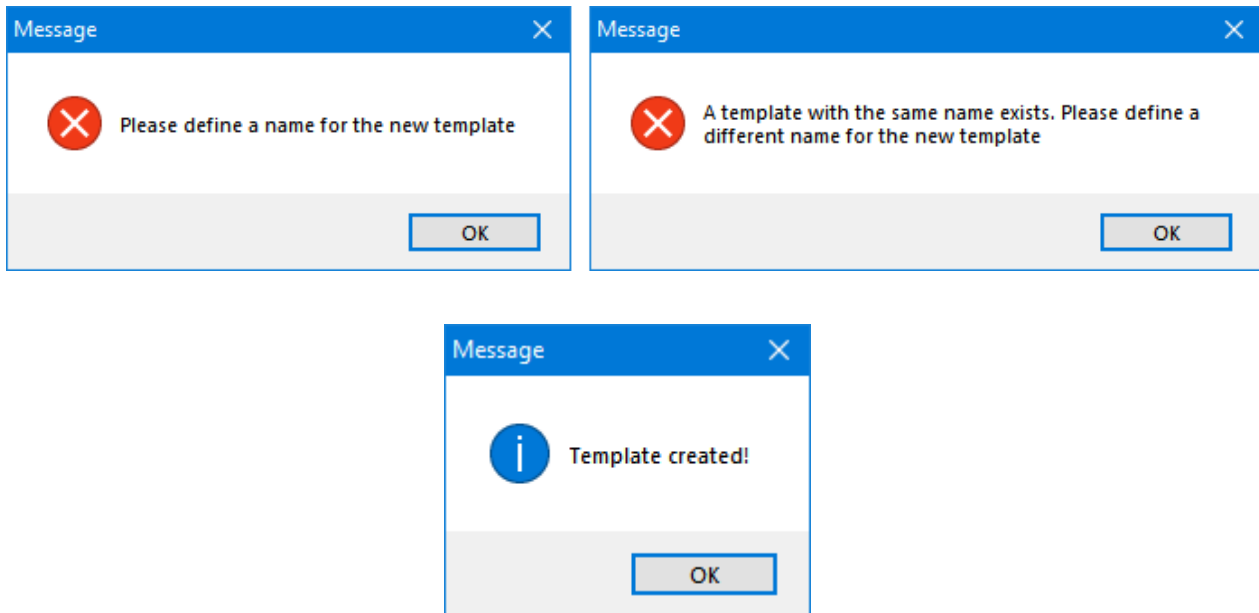 Message
Please define a name for the new template
OK
Message
A template with the same name exists. Please define a
different name for the new template
OK
Message
Template created!
OK